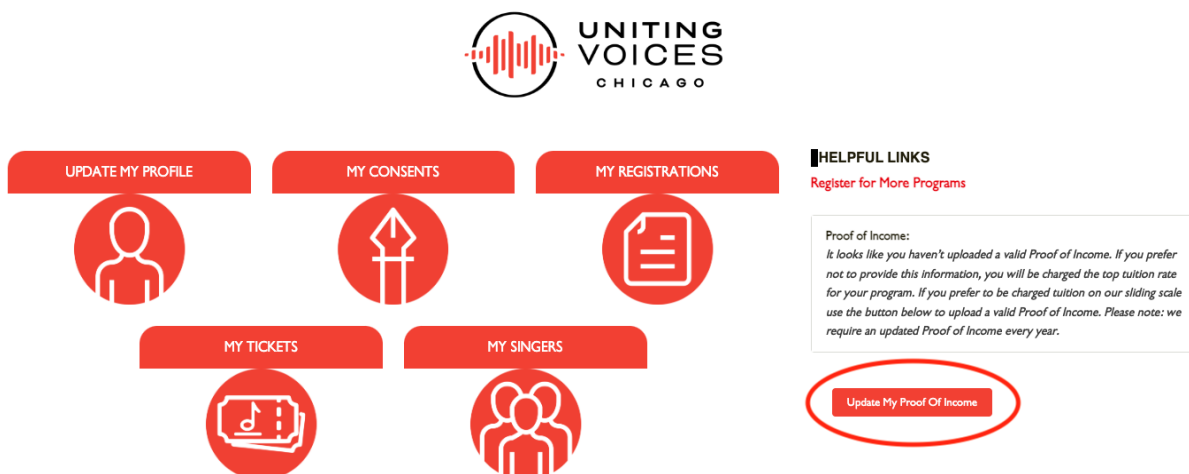 UNITING
VOICES
CHICAGO
UPDATE MY PROFILE
MY CONSENTS
MY REGISTRATIONS
MY TICKETS
MY SINGERS
HELPFUL LINKS
Register for More Programs
Proof of Income:
It looks like you haven't uploaded a valid Proof of Income. If you prefer
not to provide this information, you will be charged the top tuition rate
for your program. If you prefer to be charged tuition on our sliding scale
use the button below to upload a valid Proof of Income. Please note: we
require an updated Proof of Income every year.
Update My Proof Of Income